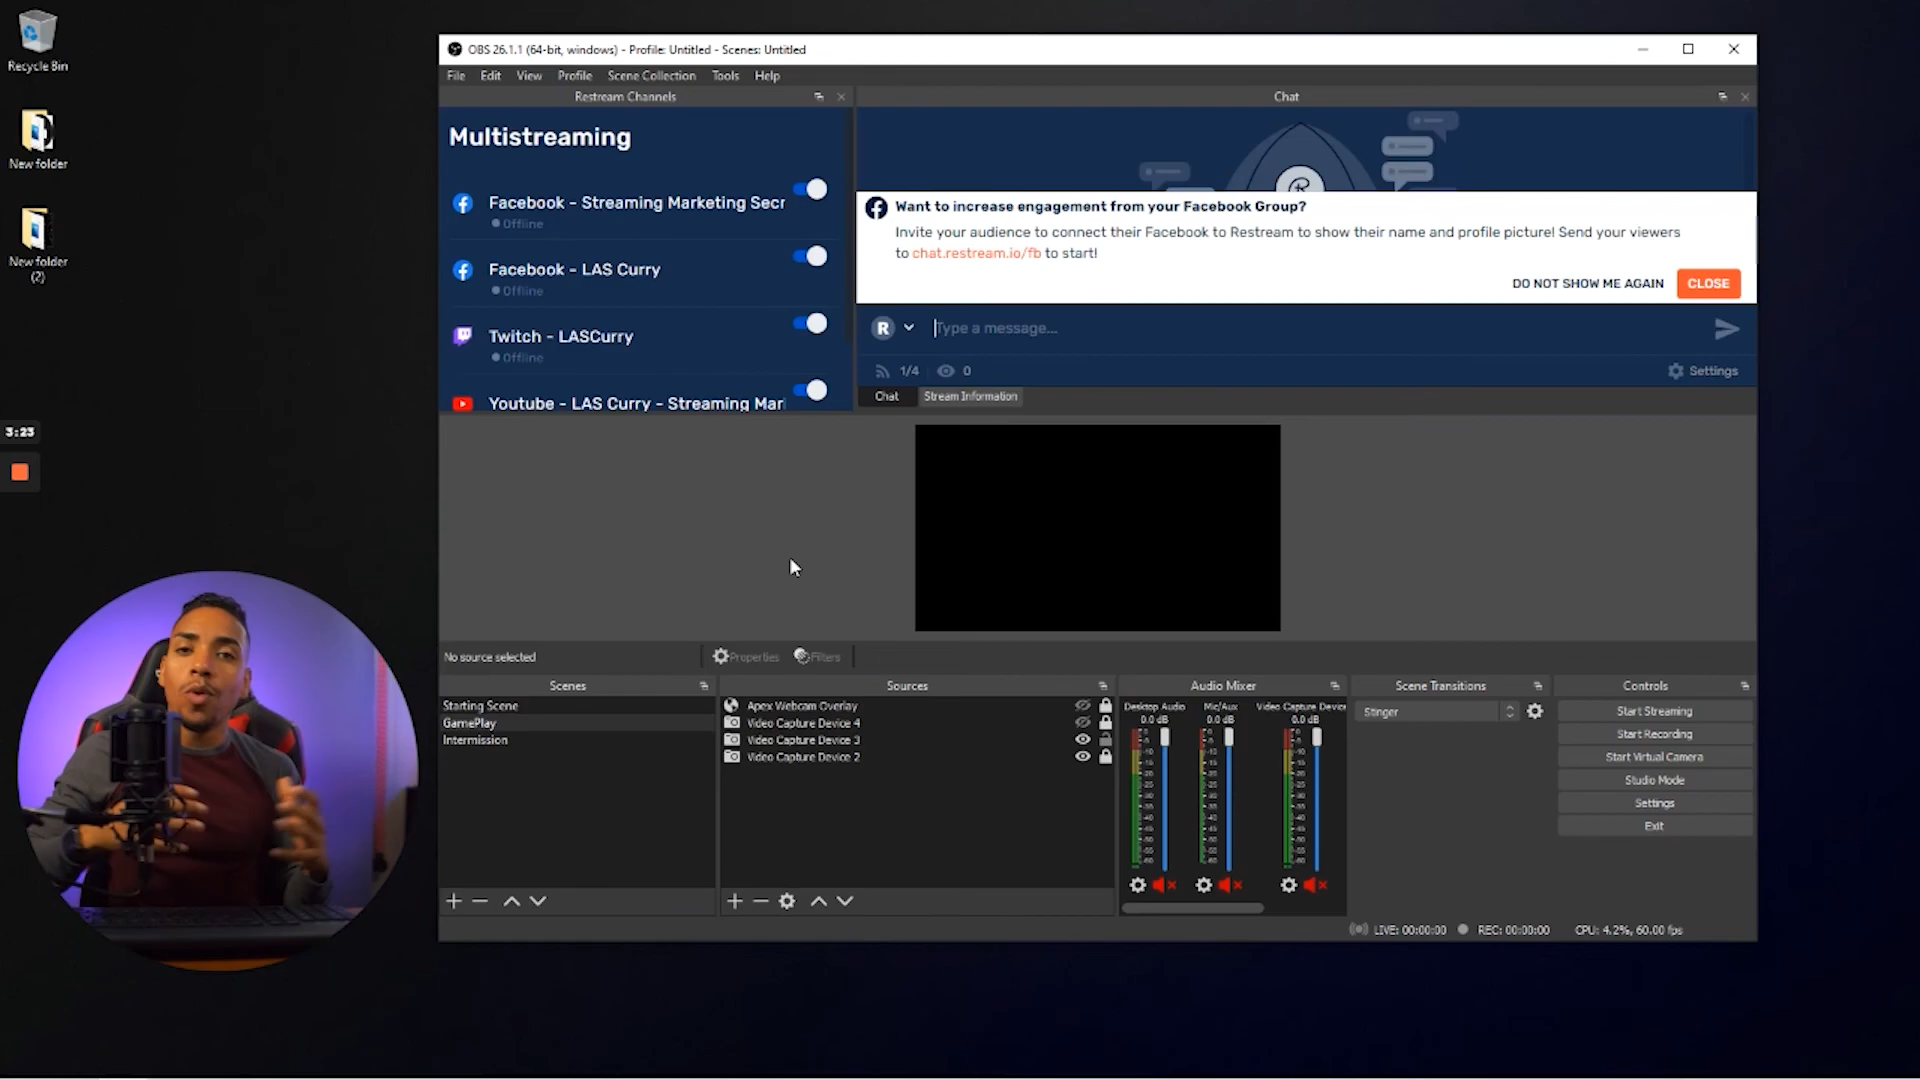 Recycle Bin
New folder
New folder
(2)
3:23
OBS 26.1.1 (64-bit, windows) - Profile: Untitled - Scenes: Untitled
File Edit View Profile Scene Collection Tools Help
Restream Channels
Chat
Multistreaming
Facebook - Streaming Marketing Secr
Offline
Facebook - LAS Curry
Offline
Twitch - LASCurry
Offline
Youtube - LAS Curry - Streaming Mar
Want to increase engagement from your Facebook Group?
Invite your audience to connect their Facebook to Restream to show their name and profile picture! Send your viewers
to chat.restream.io/fb to start!
DO NOT SHOW ME AGAIN CLOSE
R Type a message...
1/4 0 Settings
Chat Stream Information
No source selected Properties Filters
Scenes
Starting Scene
GamePlay
Intermission
Sources
Apex Webcam Overlay
Video Capture Device 4
Video Capture Device 3
Video Capture Device 2
Audio Mixer
Desktop Audio Mic/Aux Video Capture Device
0.0 dB 0.0 dB 0.0 dB
Scene Transitions
Stinger
Controls
Start Streaming
Start Recording
Start Virtual Camera
Studio Mode
Settings
Exit
LIVE: 00:00:00 REC: 00:00:00 CPU: 4.2%, 60.00 fps